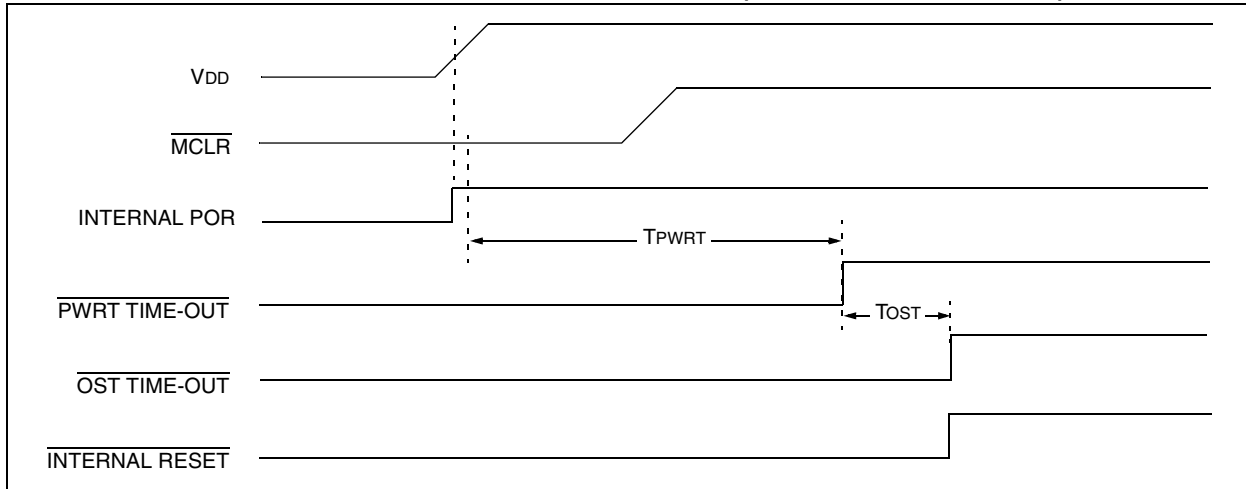 VDD
MCLR
INTERNAL POR
TPWRT
PWRT TIME-OUT
TOST
OST TIME-OUT
INTERNAL RESET